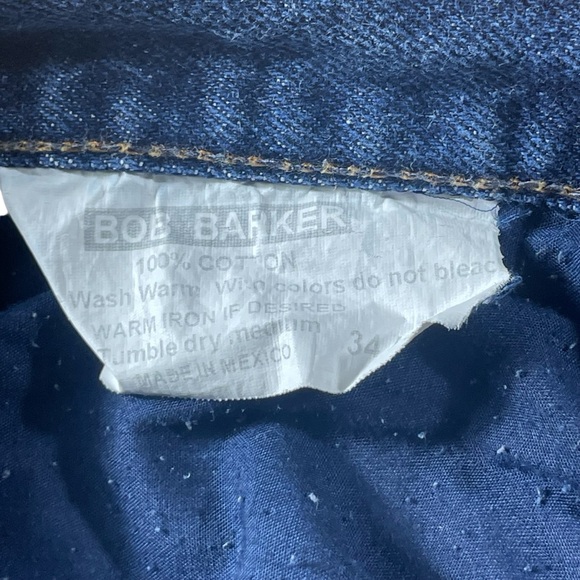 BOB BARKER
100% COTTON
Wash Warm With colors do not bleac
WARM IRON IF DESIRED
Tumble dry medium 34
MADE IN MEXICO